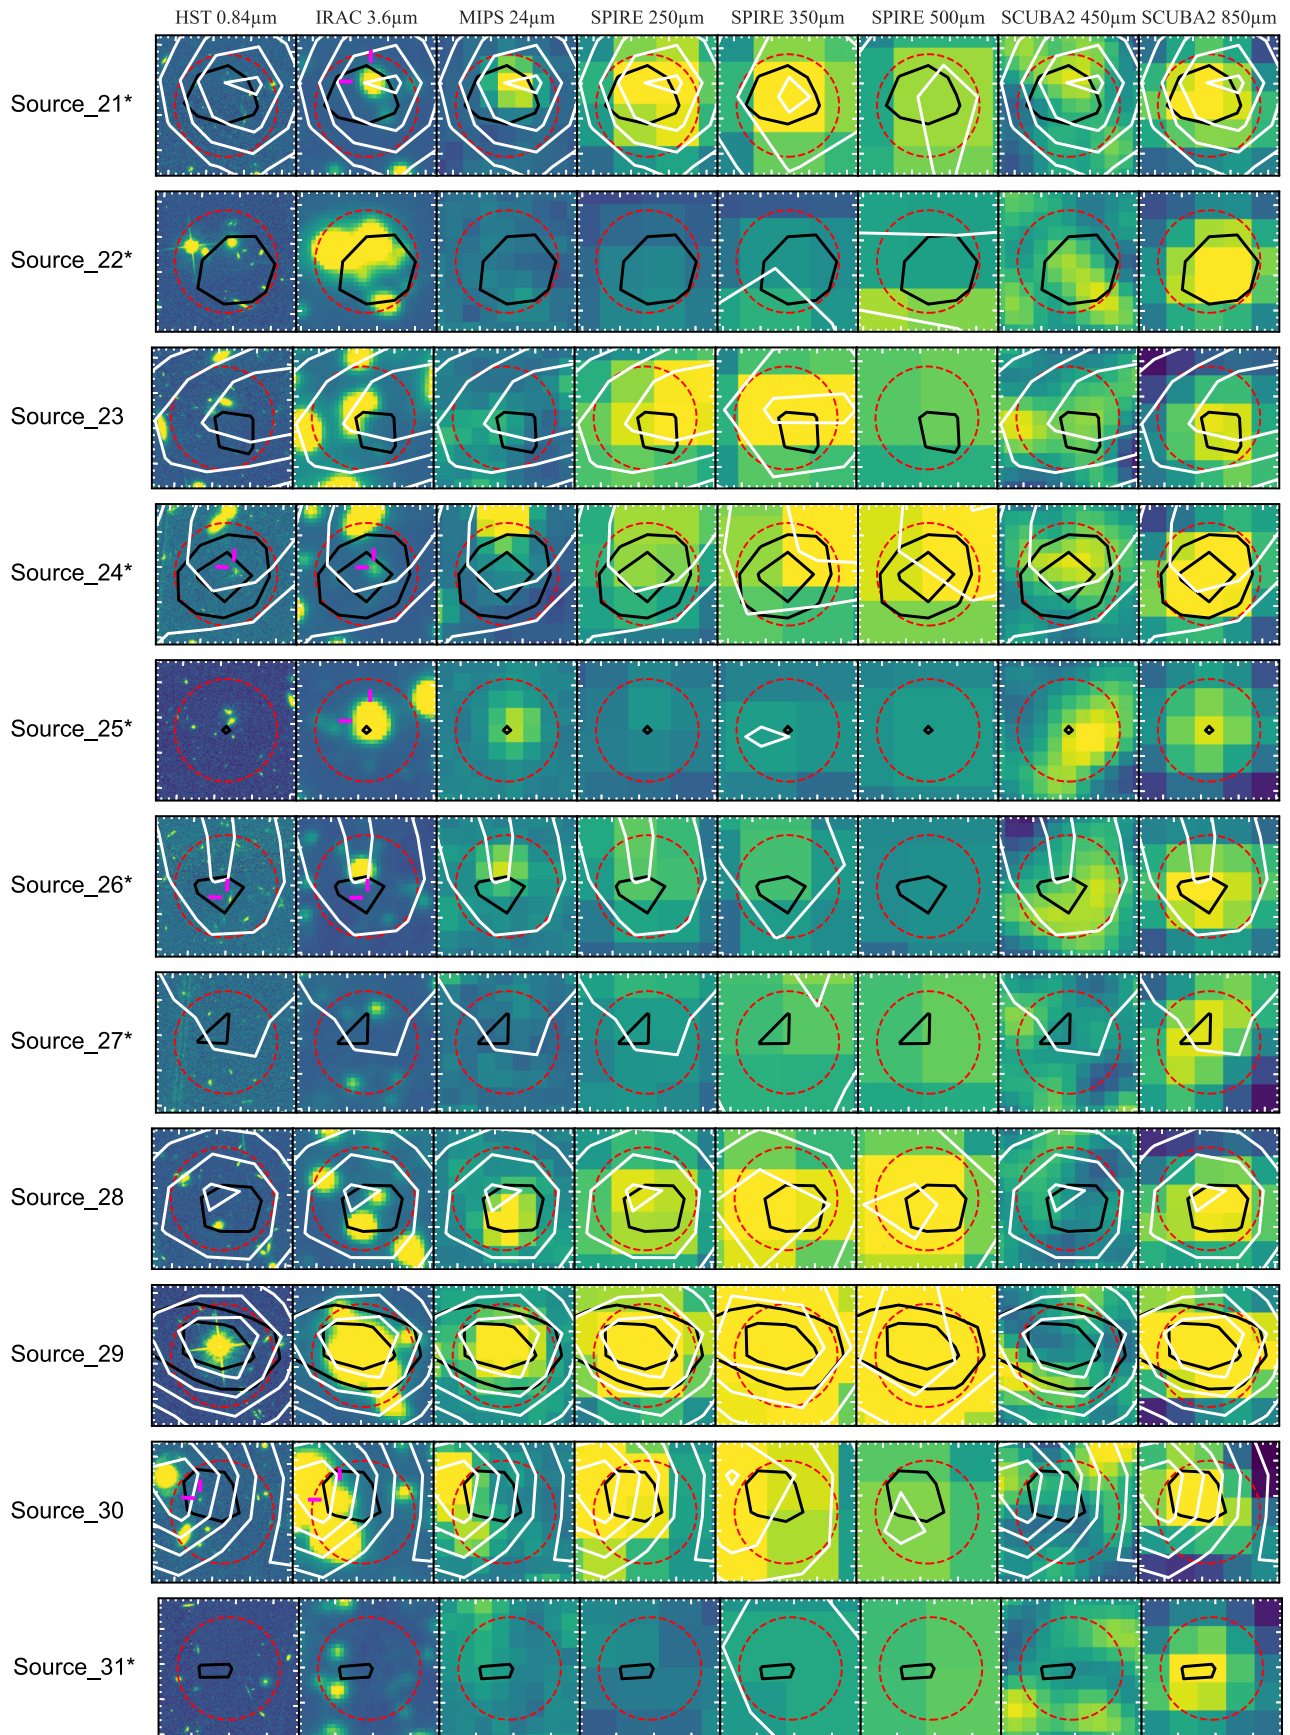 HST 0.84µm IRAC 3.6µm MIPS 24µm SPIRE 250µm SPIRE 350µm SPIRE 500µm SCUBA2 450µm SCUBA2 850µm
Source_21*
Source_22*
Source_23
Source_24*
Source_25*
Source_26*
Source_27*
Source_28
Source_29
Source_30
Source_31*